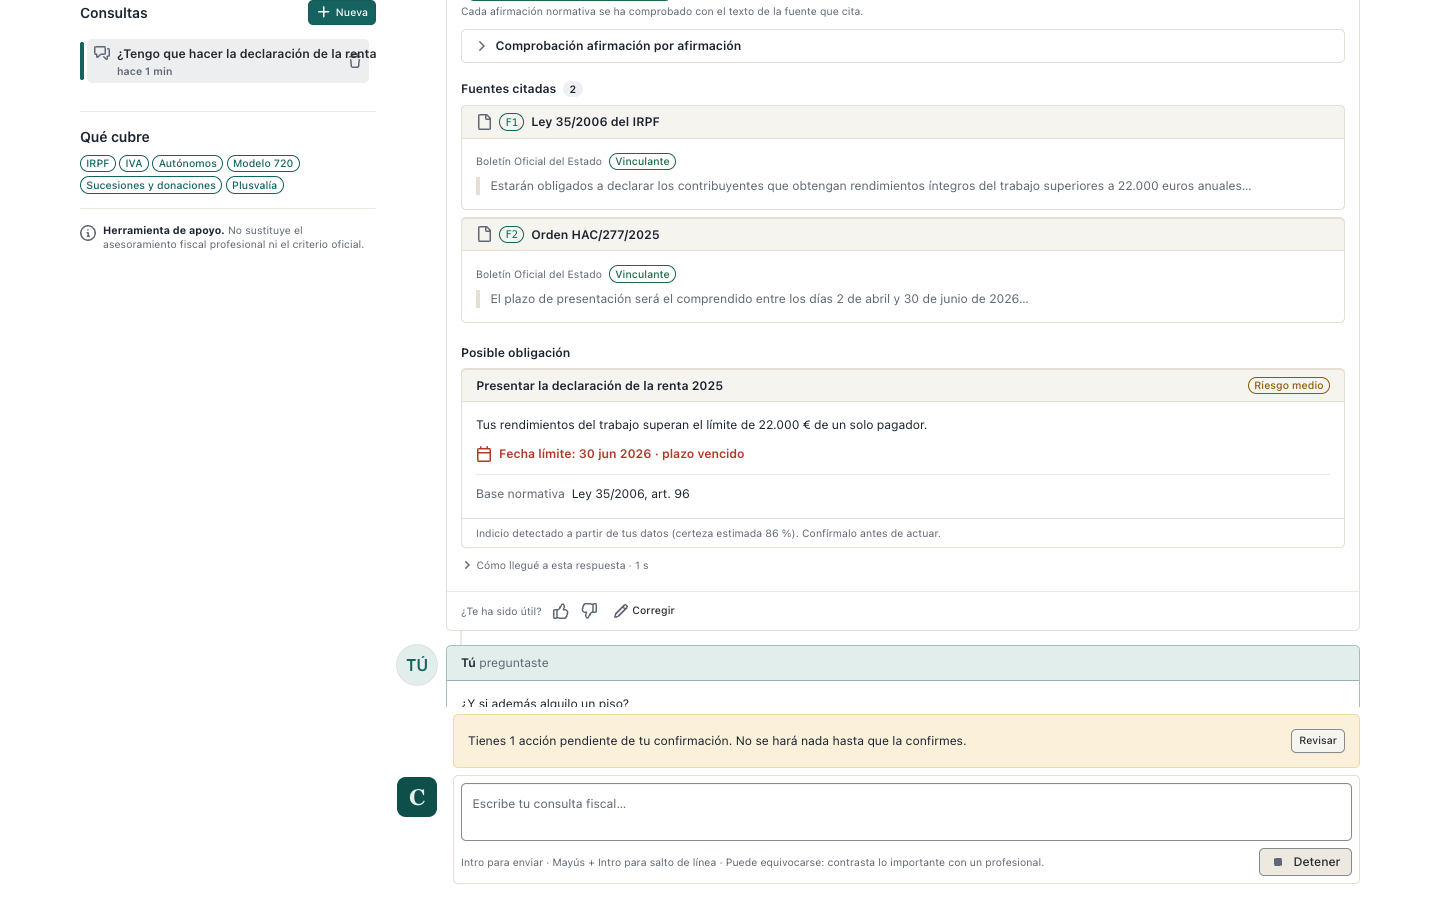 Consultas
Nueva
¿Tengo que hacer la declaración de la renta
hace 1 min
Qué cubre
IRPF
IVA
Autónomos
Modelo 720
Sucesiones y donaciones
Plusvalía
Herramienta de apoyo. No sustituye el
asesoramiento fiscal profesional ni el criterio oficial.
Cada afirmación normativa se ha comprobado con el texto de la fuente que cita.
Comprobación afirmación por afirmación
Fuentes citadas 2
F1 Ley 35/2006 del IRPF
Boletín Oficial del Estado Vinculante
Estarán obligados a declarar los contribuyentes que obtengan rendimientos íntegros del trabajo superiores a 22.000 euros anuales...
F2 Orden HAC/277/2025
Boletín Oficial del Estado Vinculante
El plazo de presentación será el comprendido entre los días 2 de abril y 30 de junio de 2026...
Posible obligación
Presentar la declaración de la renta 2025
Riesgo medio
Tus rendimientos del trabajo superan el límite de 22.000 € de un solo pagador.
Fecha límite: 30 jun 2026 · plazo vencido
Base normativa Ley 35/2006, art. 96
Indicio detectado a partir de tus datos (certeza estimada 86 %). Confírmalo antes de actuar.
Cómo llegué a esta respuesta · 1 s
¿Te ha sido útil?
Corregir
TÚ
Tú preguntaste
¿Y si además alquilo un piso?
Tienes 1 acción pendiente de tu confirmación. No se hará nada hasta que la confirmes.
Revisar
C
Escribe tu consulta fiscal...
Intro para enviar · Mayús + Intro para salto de línea · Puede equivocarse: contrasta lo importante con un profesional.
Detener